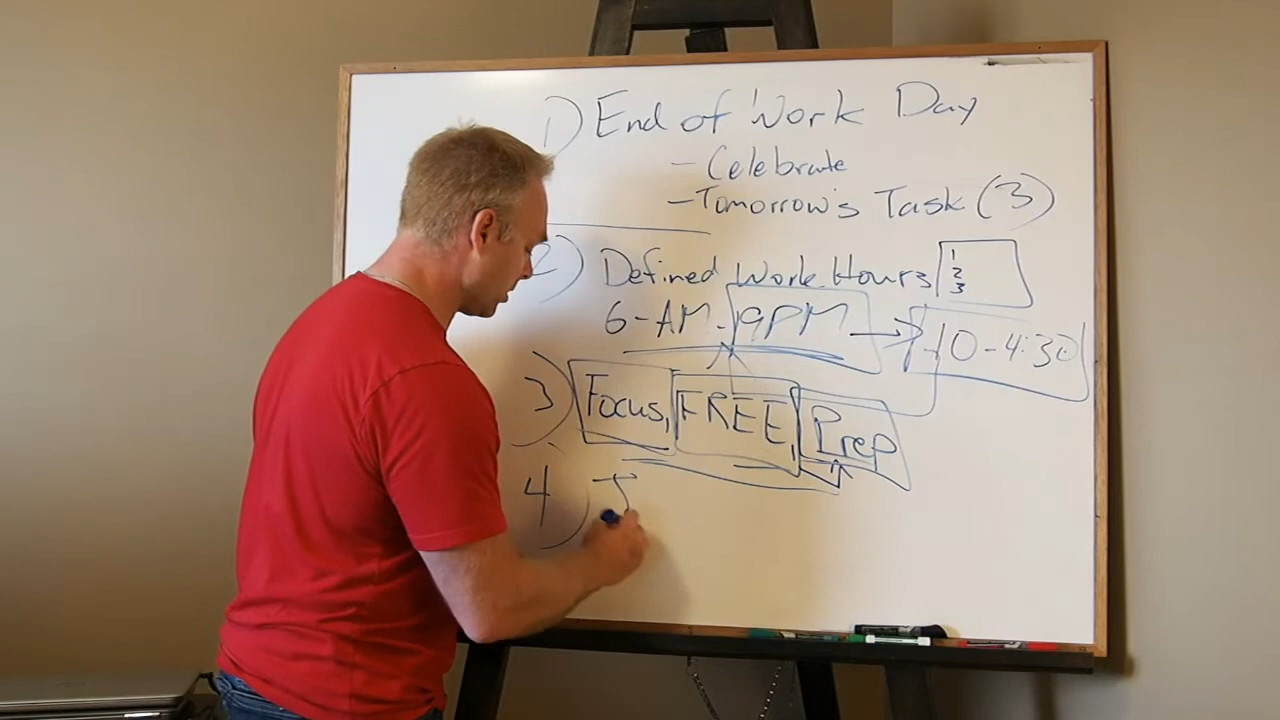 1) End of Work Day
- Celebrate
- Tomorrow's Task (3)
2) Defined Work Hours
1
2
3
6-AM - 9PM → 10-4:30
3) Focus, FREE, Prep
4) J